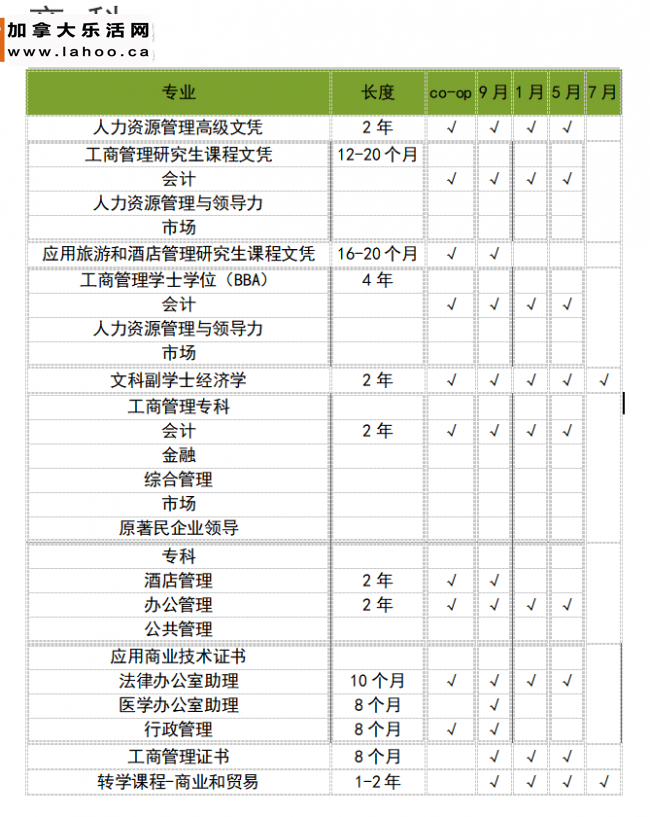 加拿大乐活网
www.lahoo.ca
专业 长度 co-op 9月 1月 5月 7月
人力资源管理高级文凭 2年 √ √ √ √
工商管理研究生课程文凭 12-20个月
会计 √ √ √ √
人力资源管理与领导力
市场
应用旅游和酒店管理研究生课程文凭 16-20个月 √ √
工商管理学士学位（BBA） 4年
会计 √ √ √ √
人力资源管理与领导力
市场
文科副学士经济学 2年 √ √ √ √ √
工商管理专科
会计 2年 √ √ √ √
金融
综合管理
市场
原著民企业领导
专科
酒店管理 2年 √ √
办公管理 2年 √ √ √ √
公共管理
应用商业技术证书
法律办公室助理 10个月 √ √ √ √
医学办公室助理 8个月 √
行政管理 8个月 √ √
工商管理证书 8个月 √ √ √
转学课程-商业和贸易 1-2年 √ √ √ √